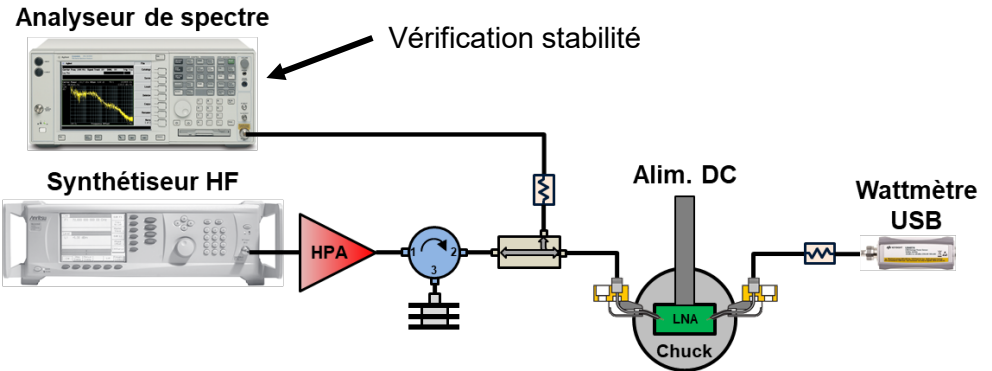 Analyseur de spectre
Vérification stabilité
Synthétiseur HF
Alim. DC
Wattmètre
USB
HPA
1
2
3
LNA
Chuck